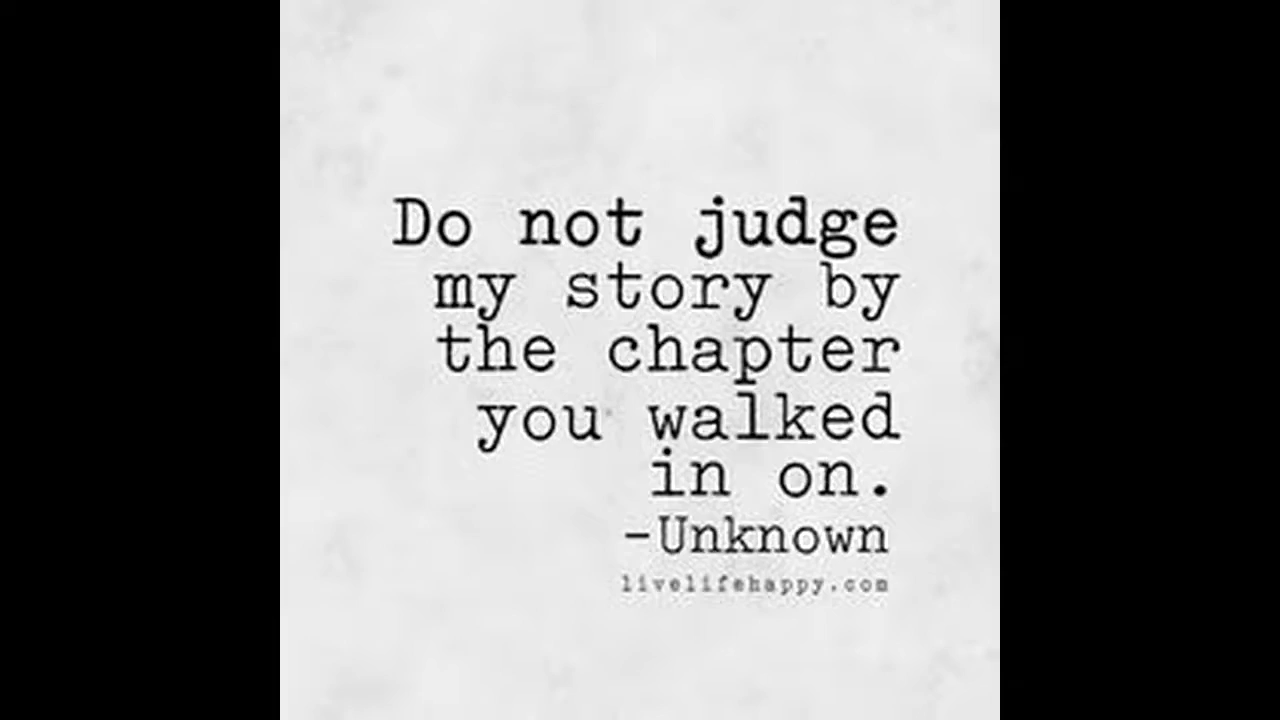 Do not judge
my story by
the chapter
you walked
in on.
-Unknown
livelifehappy.com